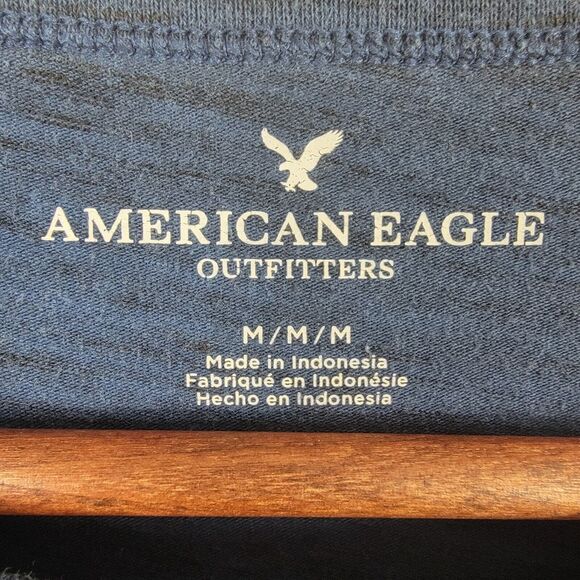 AMERICAN EAGLE
OUTFITTERS
M/M/M
Made in Indonesia
Fabriqué en Indonésie
Hecho en Indonesia